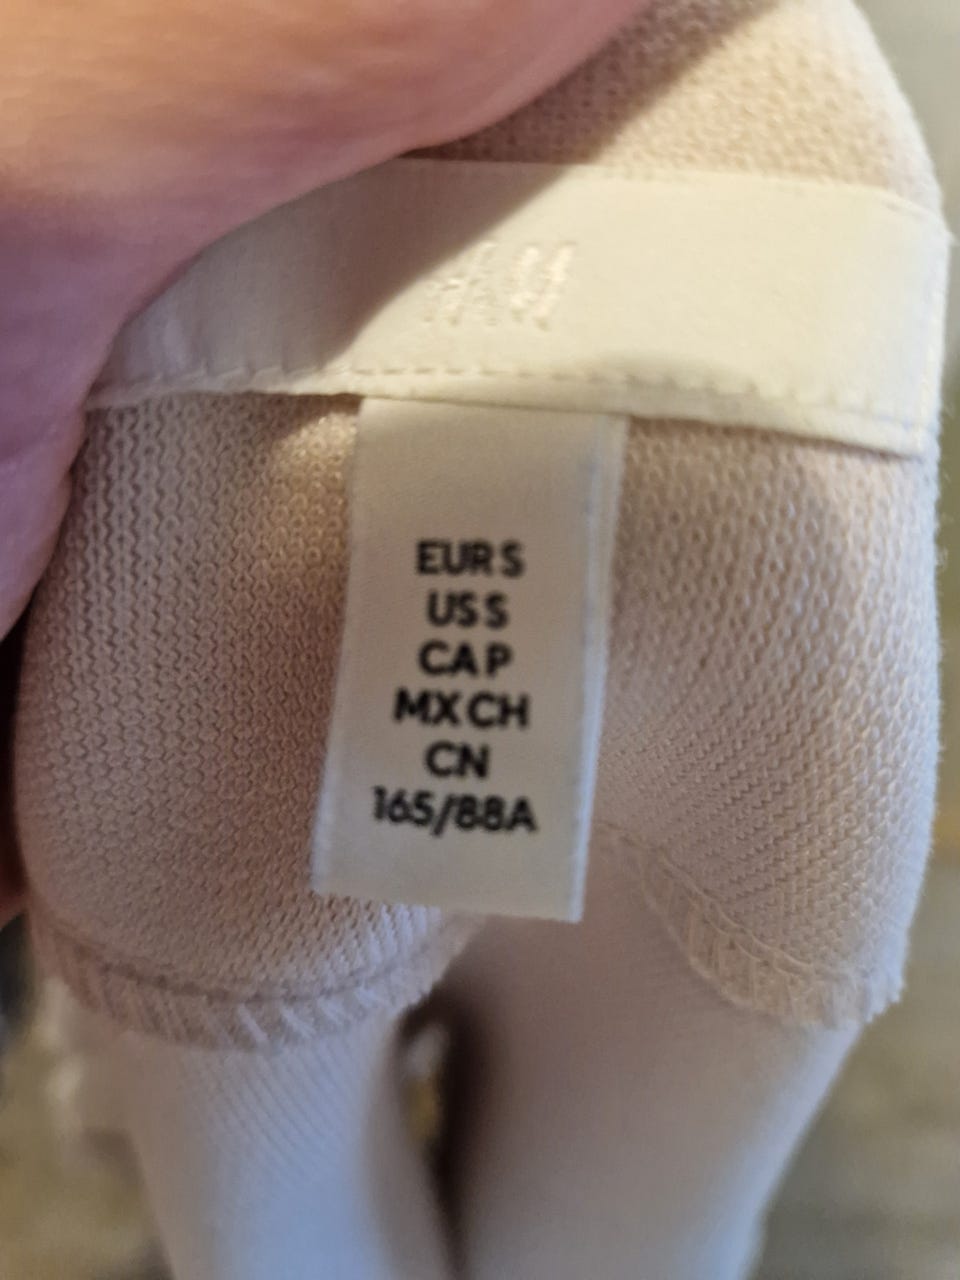 H&M
EUR S
US S
CA P
MX CH
CN
165/88A